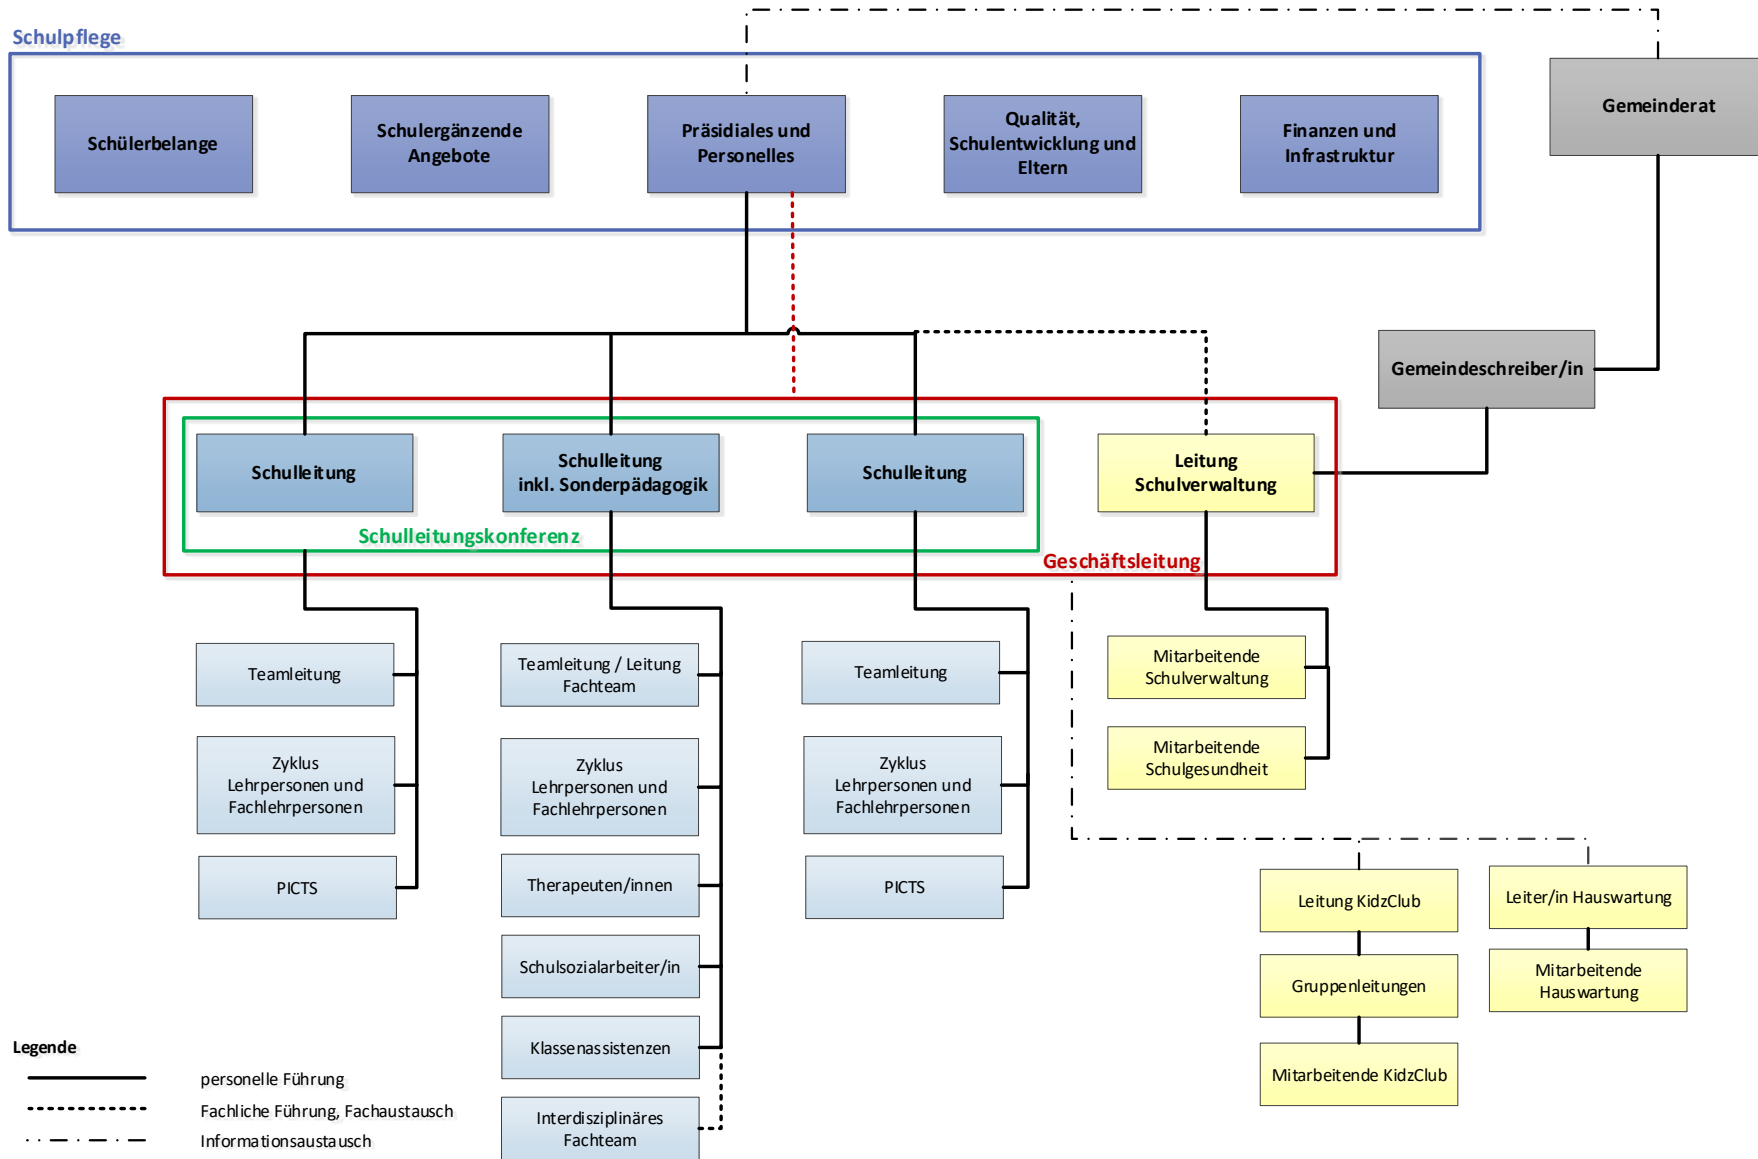 Schulpflege
Schülerbelange
Schulergänzende
Angebote
Präsidiales und
Personelles
Qualität,
Schulentwicklung und
Eltern
Finanzen und
Infrastruktur
Gemeinderat
Gemeindeschreiber/in
Schulleitung
Schulleitung
inkl. Sonderpädagogik
Schulleitung
Leitung
Schulverwaltung
Schulleitungskonferenz
Geschäftsleitung
Teamleitung
Zyklus
Lehrpersonen und
Fachlehrpersonen
PICTS
Teamleitung / Leitung
Fachteam
Zyklus
Lehrpersonen und
Fachlehrpersonen
Therapeuten/innen
Schulsozialarbeiter/in
Klassenassistenzen
Interdisziplinäres
Fachteam
Teamleitung
Zyklus
Lehrpersonen und
Fachlehrpersonen
PICTS
Mitarbeitende
Schulverwaltung
Mitarbeitende
Schulgesundheit
Leitung KidzClub
Gruppenleitungen
Mitarbeitende KidzClub
Leiter/in Hauswartung
Mitarbeitende
Hauswartung
Legende
personelle Führung
Fachliche Führung, Fachaustausch
Informationsaustausch